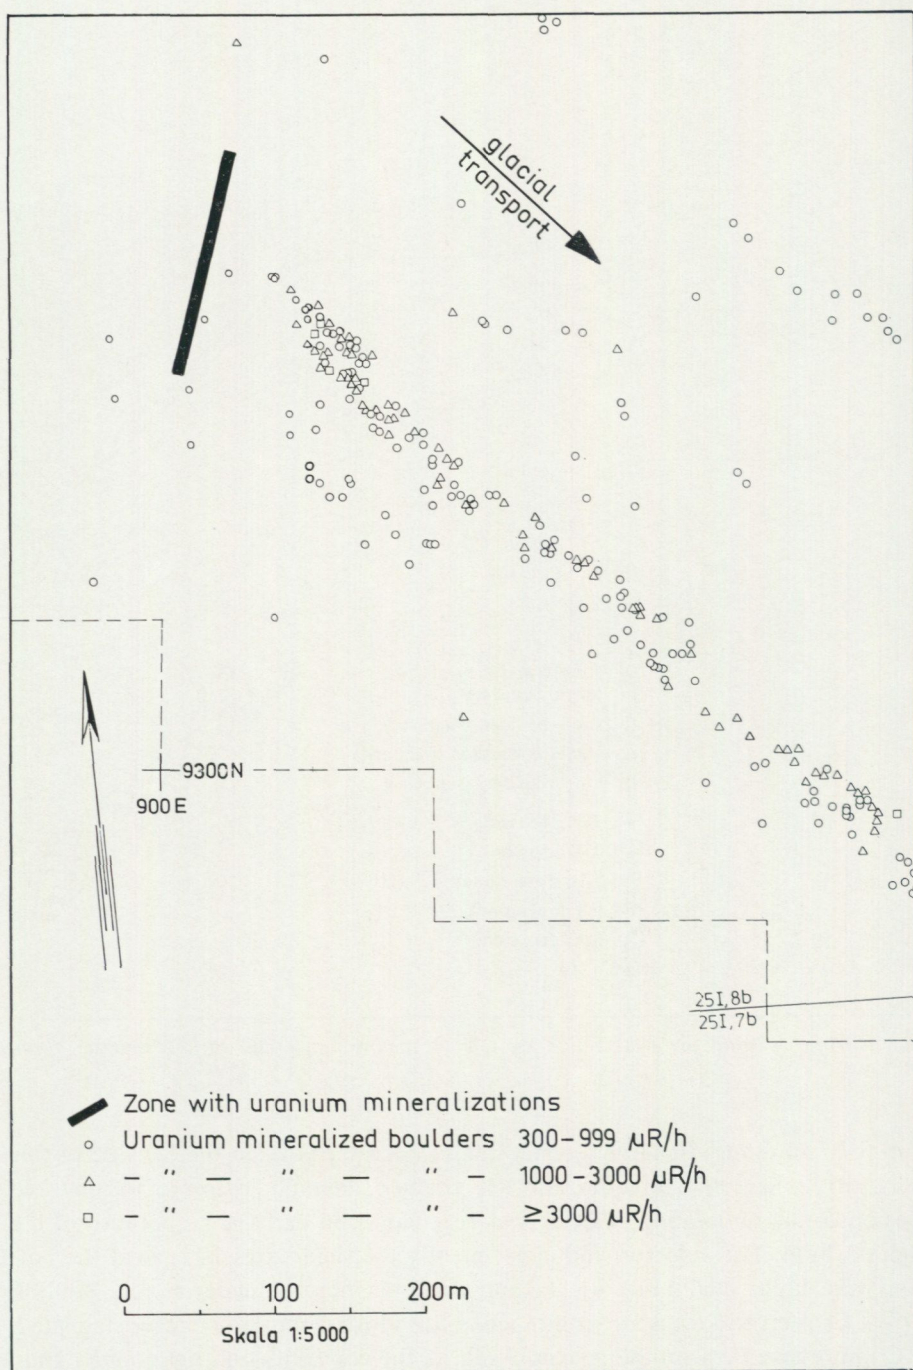 glacial
transport
9300N
900E
25I,8b
25I,7b
Zone with uranium mineralizations
Uranium mineralized boulders 300–999 µR/h
— " — " — " — 1000–3000 µR/h
— " — " — " — ≥3000 µR/h
0 100 200m
Skala 1:5000